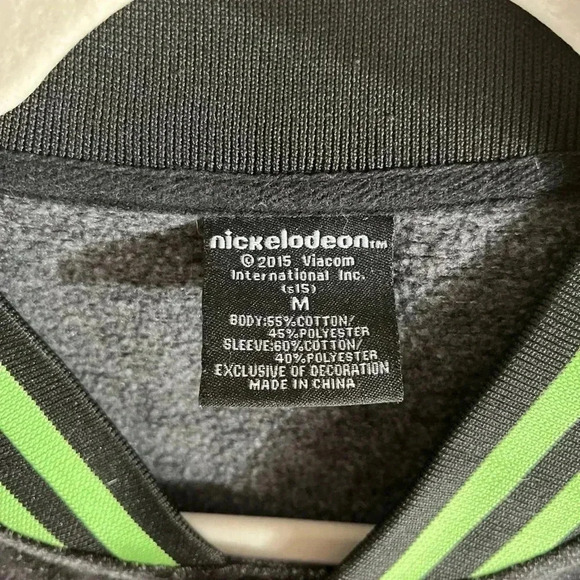 nickelodeon™
© 2015 Viacom
International Inc.
(s15)
M
BODY:55%COTTON/
45%POLYESTER
SLEEVE:60%COTTON/
40%POLYESTER
EXCLUSIVE OF DECORATION
MADE IN CHINA